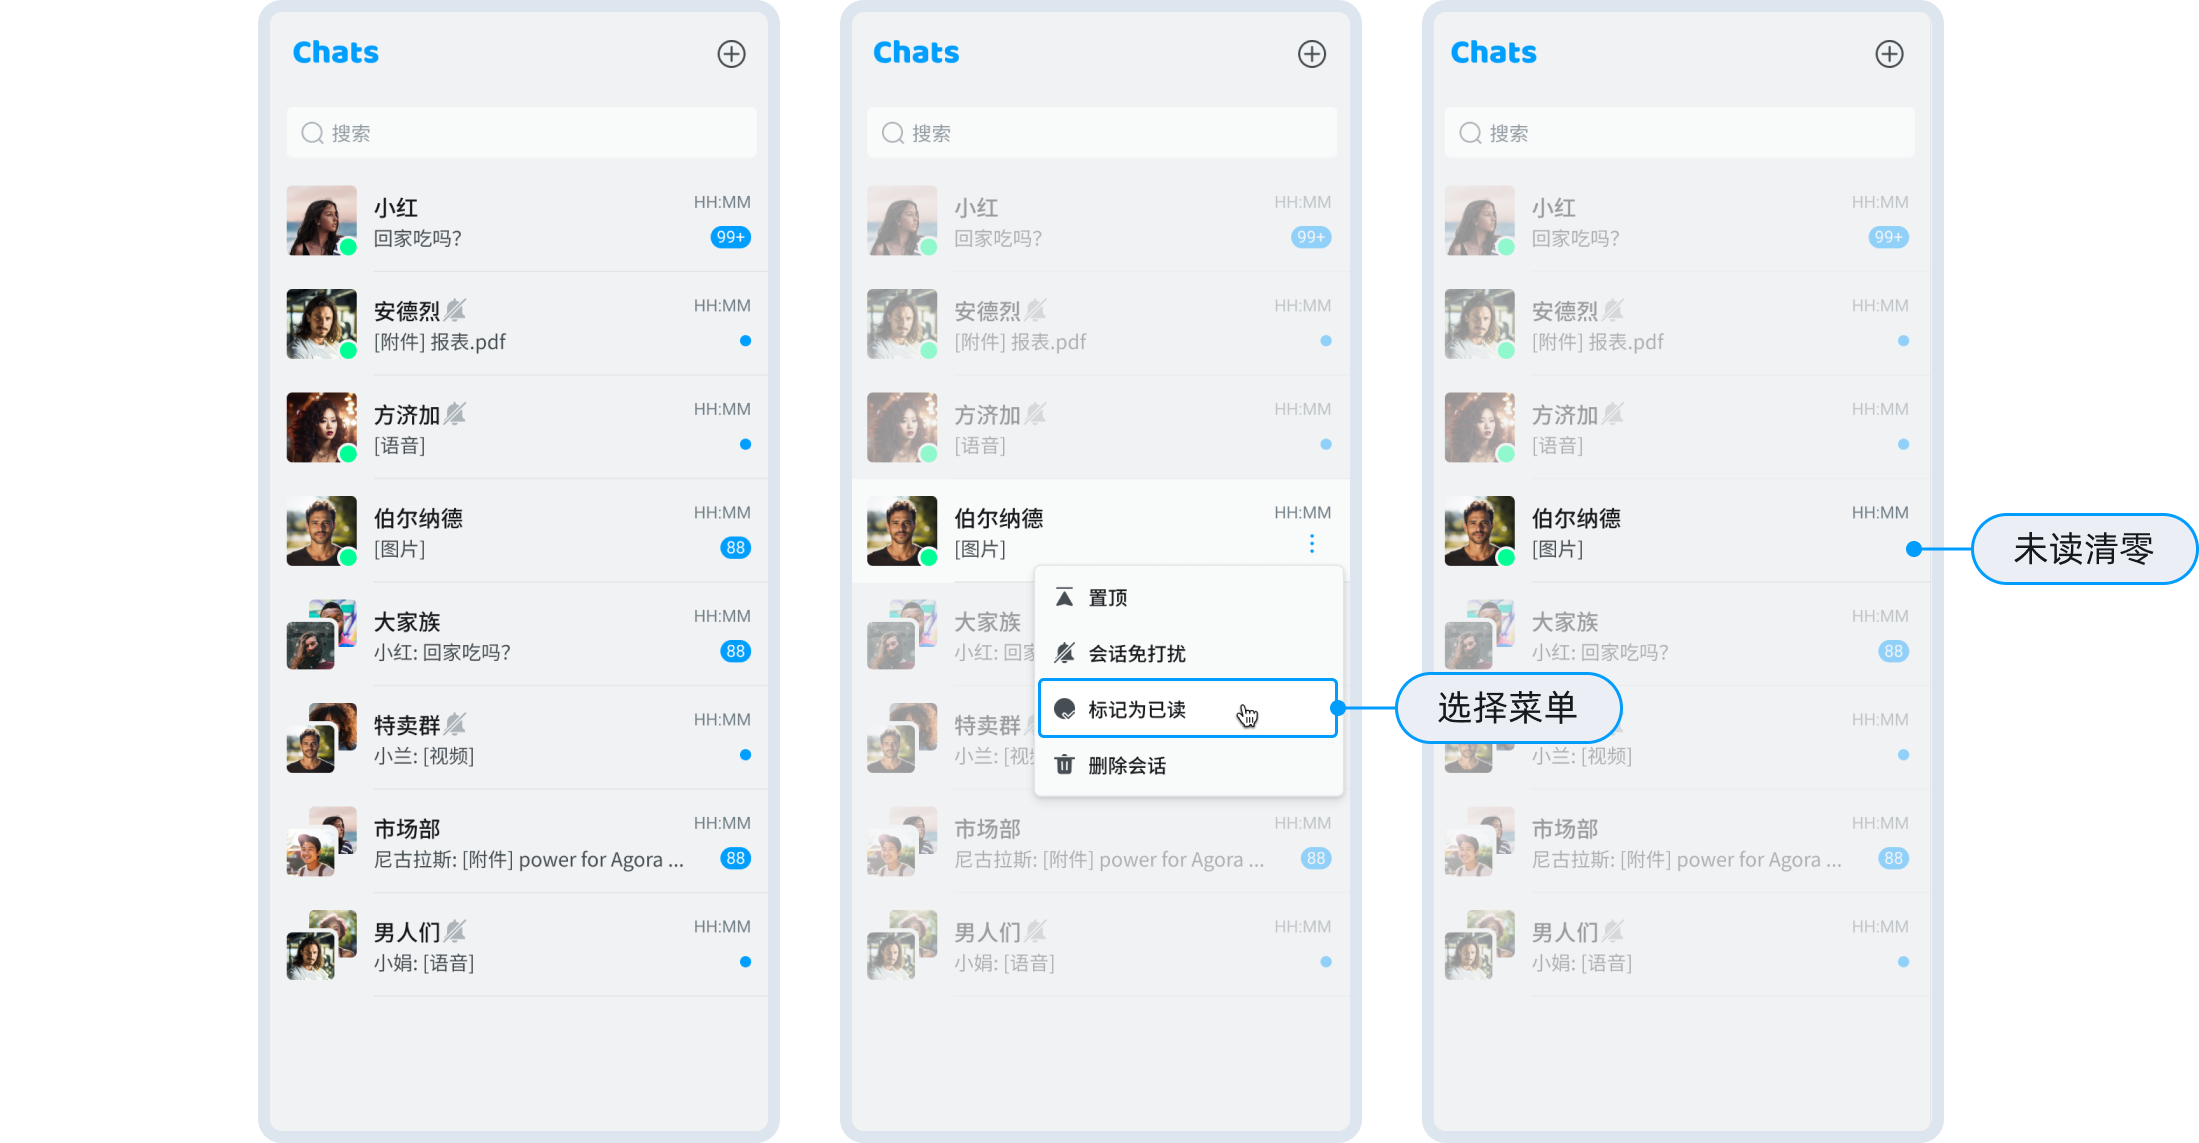 Chats
搜索
小红
HH:MM
回家吃吗?
99+
安德烈
HH:MM
[附件] 报表.pdf
方济加
HH:MM
[语音]
伯尔纳德
HH:MM
[图片]
88
大家族
HH:MM
小红: 回家吃吗?
88
特卖群
HH:MM
小兰: [视频]
市场部
HH:MM
尼古拉斯: [附件] power for Agora ...
88
男人们
HH:MM
小娟: [语音]
Chats
搜索
小红
HH:MM
回家吃吗?
99+
安德烈
HH:MM
[附件] 报表.pdf
方济加
HH:MM
[语音]
伯尔纳德
HH:MM
[图片]
置顶
会话免打扰
标记为已读
删除会话
选择菜单
大家族
小红: 回家
特卖群
小兰: [视
市场部
HH:MM
尼古拉斯: [附件] power for Agora ...
88
男人们
HH:MM
小娟: [语音]
Chats
搜索
小红
HH:MM
回家吃吗?
99+
安德烈
HH:MM
[附件] 报表.pdf
方济加
HH:MM
[语音]
伯尔纳德
HH:MM
[图片]
未读清零
大家族
HH:MM
小红: 回家吃吗?
88
HH:MM
小兰: [视频]
市场部
HH:MM
尼古拉斯: [附件] power for Agora ...
88
男人们
HH:MM
小娟: [语音]